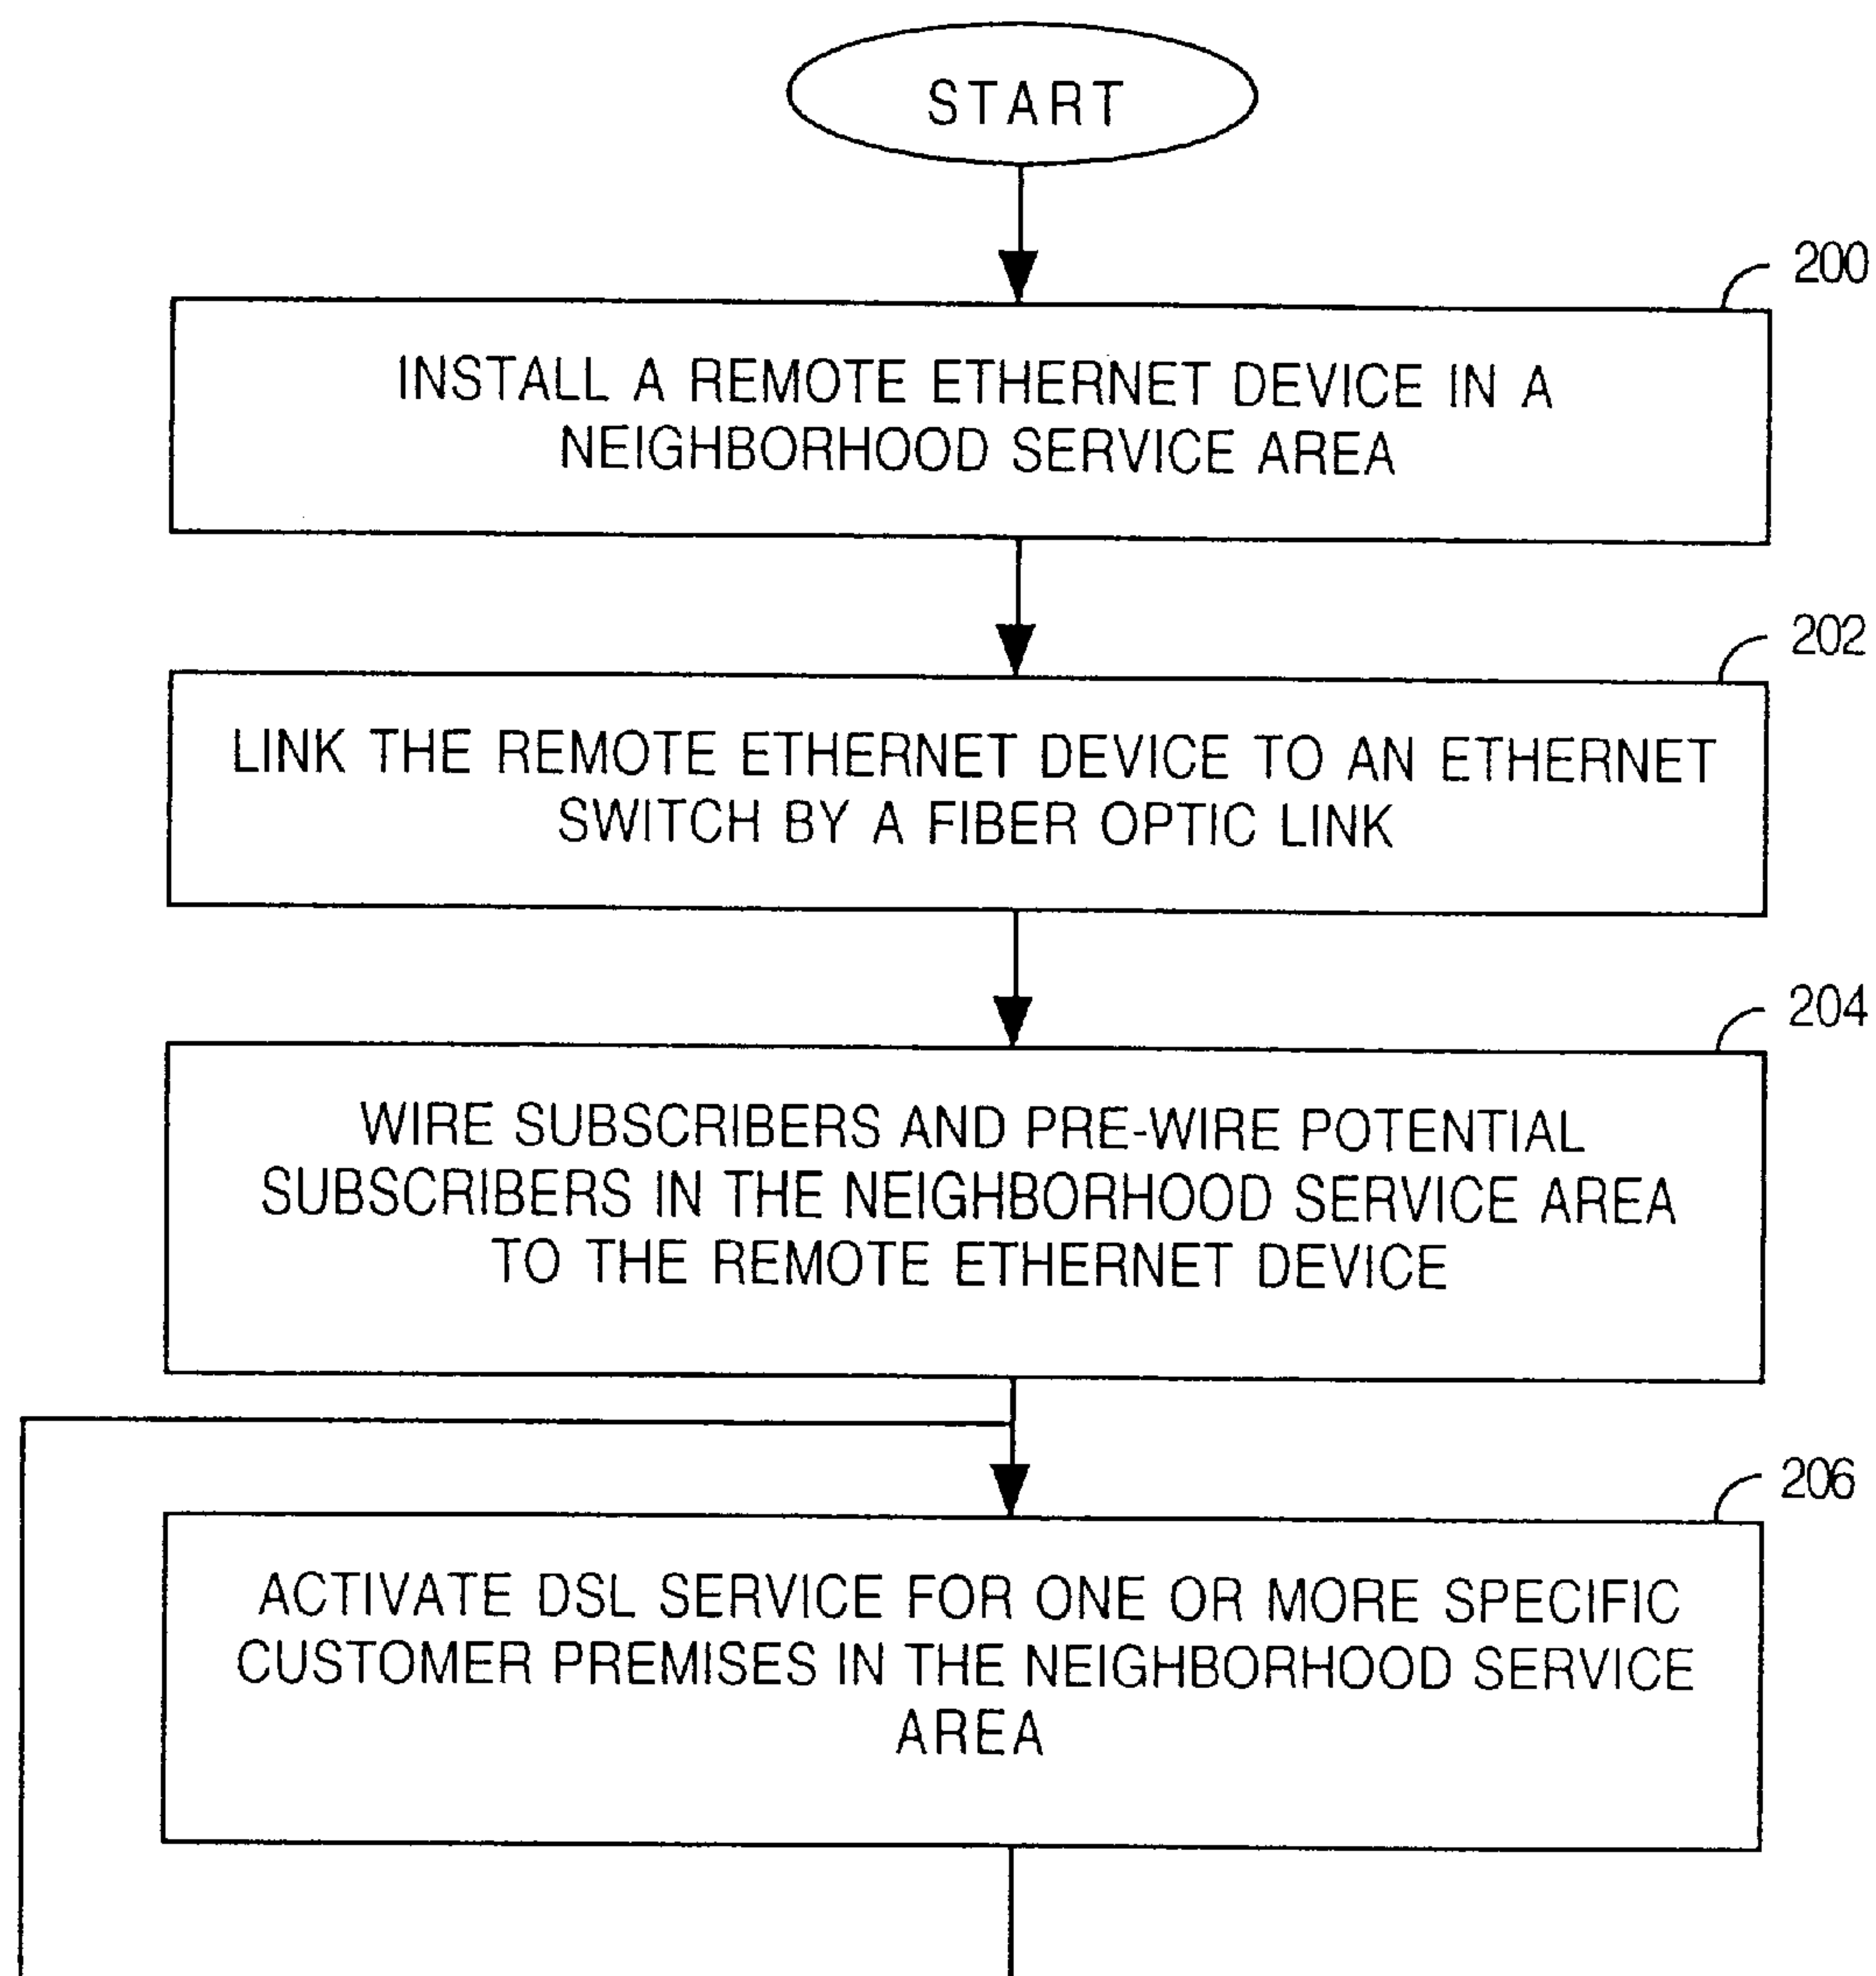 START
200
INSTALL A REMOTE ETHERNET DEVICE IN A
NEIGHBORHOOD SERVICE AREA
202
LINK THE REMOTE ETHERNET DEVICE TO AN ETHERNET
SWITCH BY A FIBER OPTIC LINK
204
WIRE SUBSCRIBERS AND PRE-WIRE POTENTIAL
SUBSCRIBERS IN THE NEIGHBORHOOD SERVICE AREA
TO THE REMOTE ETHERNET DEVICE
206
ACTIVATE DSL SERVICE FOR ONE OR MORE SPECIFIC
CUSTOMER PREMISES IN THE NEIGHBORHOOD SERVICE
AREA